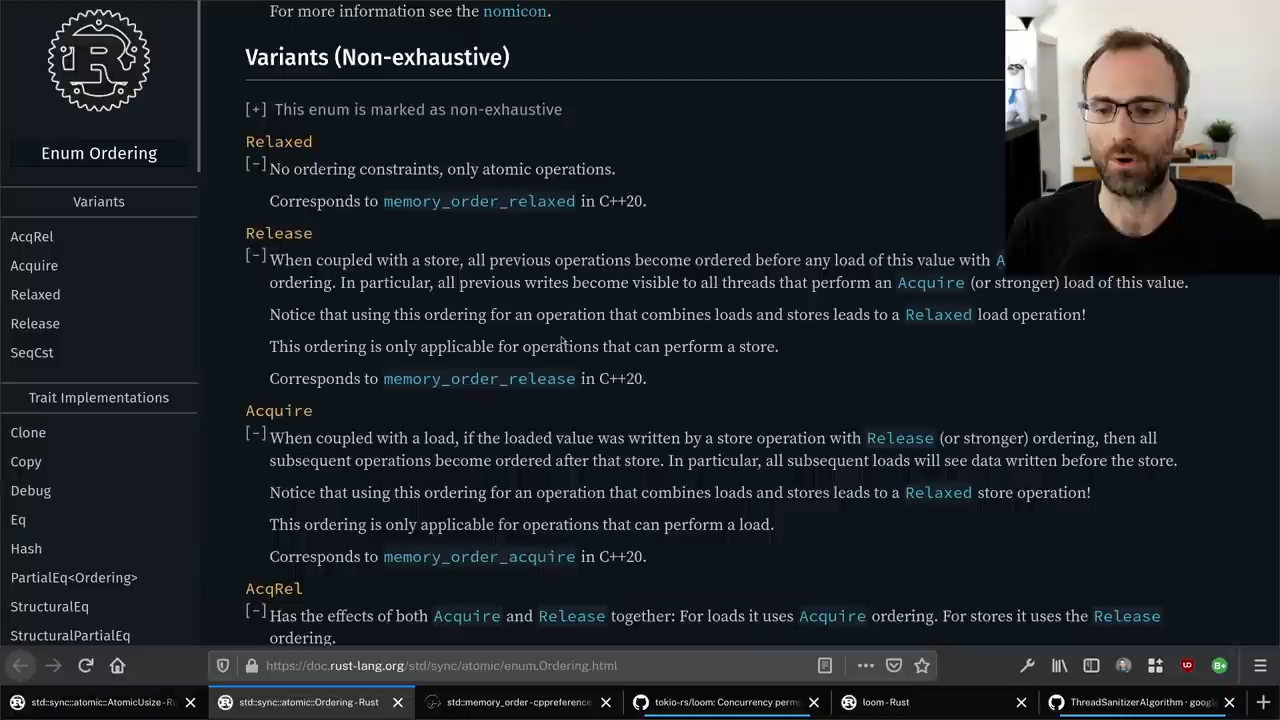 For more information see the nomicon.
Variants (Non-exhaustive)
[+] This enum is marked as non-exhaustive
Enum Ordering
Variants
AcqRel
Acquire
Relaxed
Release
SeqCst
Trait Implementations
Clone
Copy
Debug
Eq
Hash
PartialEq<Ordering>
StructuralEq
StructuralPartialEq
Relaxed
[-] No ordering constraints, only atomic operations.
Corresponds to memory_order_relaxed in C++20.
Release
[-] When coupled with a store, all previous operations become ordered before any load of this value with A
ordering. In particular, all previous writes become visible to all threads that perform an Acquire (or stronger) load of this value.
Notice that using this ordering for an operation that combines loads and stores leads to a Relaxed load operation!
This ordering is only applicable for operations that can perform a store.
Corresponds to memory_order_release in C++20.
Acquire
[-] When coupled with a load, if the loaded value was written by a store operation with Release (or stronger) ordering, then all
subsequent operations become ordered after that store. In particular, all subsequent loads will see data written before the store.
Notice that using this ordering for an operation that combines loads and stores leads to a Relaxed store operation!
This ordering is only applicable for operations that can perform a load.
Corresponds to memory_order_acquire in C++20.
AcqRel
[-] Has the effects of both Acquire and Release together: For loads it uses Acquire ordering. For stores it uses the Release
ordering.
https://doc.rust-lang.org/std/sync/atomic/enum.Ordering.html
std::sync::atomic::AtomicUsize - Ru
std::sync::atomic::Ordering - Rust
std::memory_order - cppreference
tokio-rs/loom: Concurrency perm
loom - Rust
ThreadSanitizerAlgorithm · google